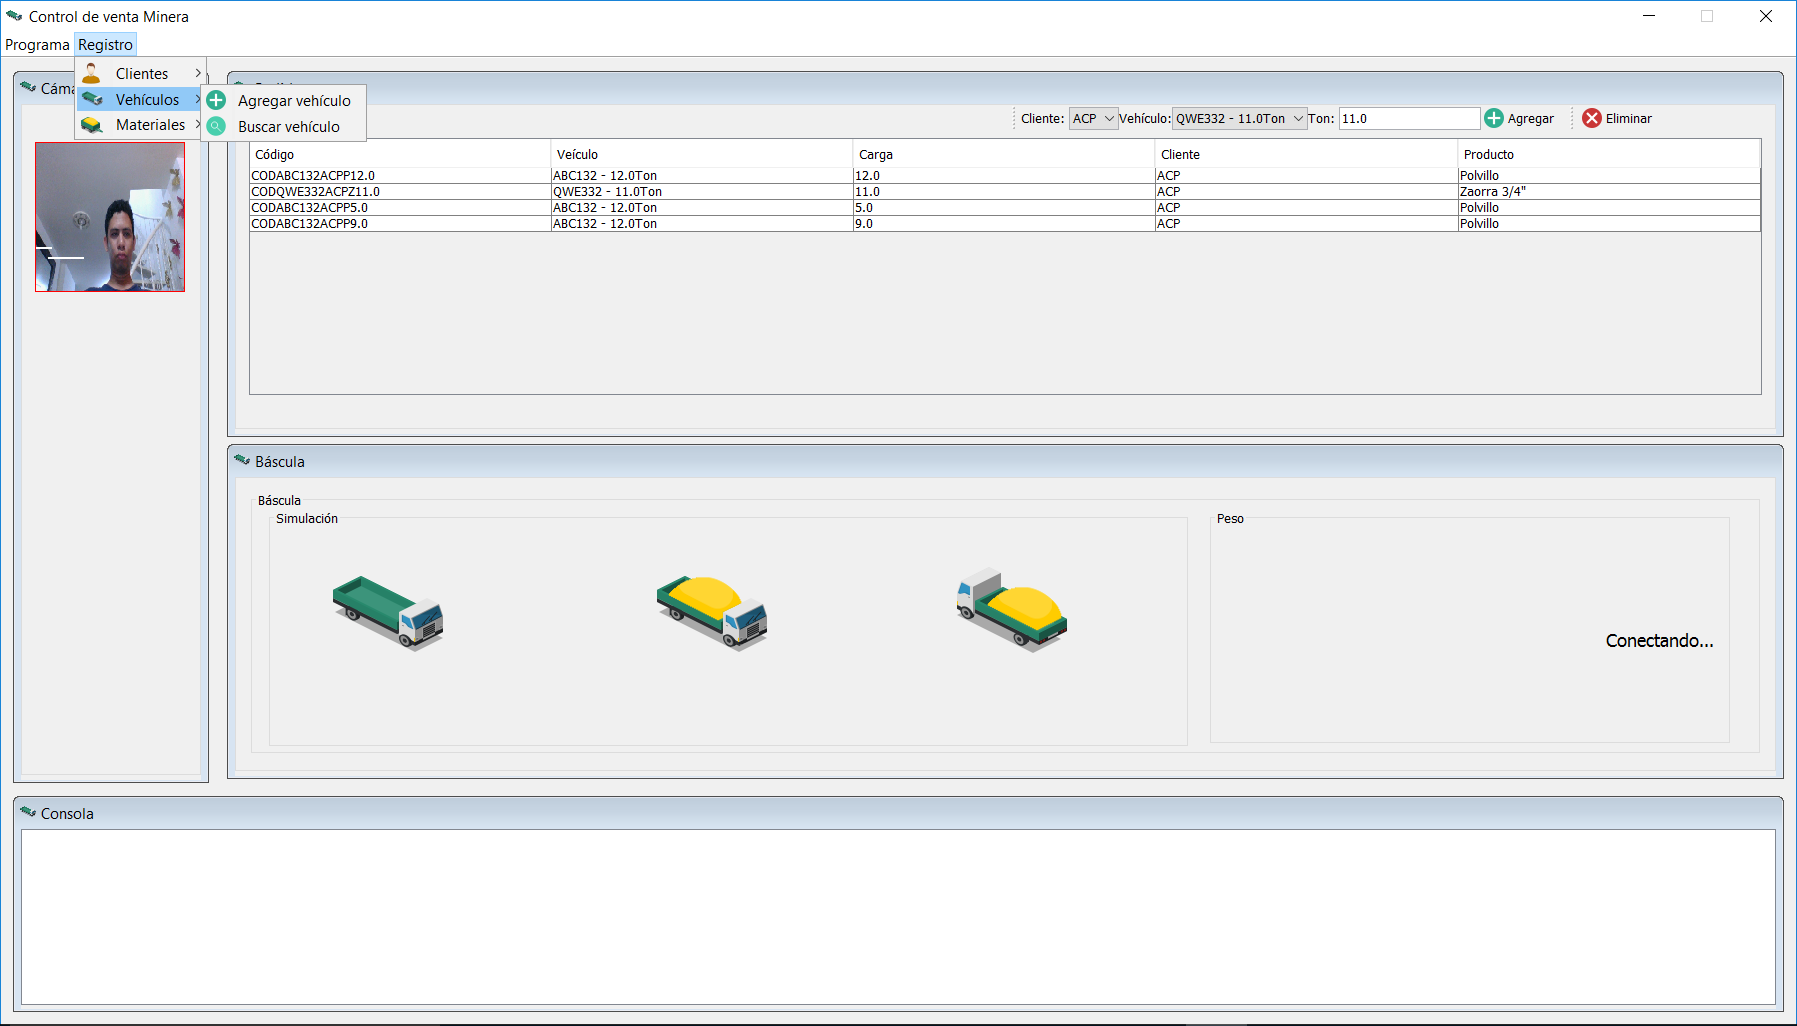 Control de venta Minera
Programa Registro
Clientes
Vehículos
Materiales
Agregar vehículo
Buscar vehículo
Cáma
Cliente: ACP Vehículo: QWE332 - 11.0Ton Ton: 11.0 Agregar Eliminar
Código Veículo Carga Cliente Producto
CODABC132ACPP12.0 ABC132 - 12.0Ton 12.0 ACP Polvillo
CODQWE332ACPZ11.0 QWE332 - 11.0Ton 11.0 ACP Zaorra 3/4"
CODABC132ACPP5.0 ABC132 - 12.0Ton 5.0 ACP Polvillo
CODABC132ACPP9.0 ABC132 - 12.0Ton 9.0 ACP Polvillo
Báscula
Báscula
Simulación
Peso
Conectando...
Consola